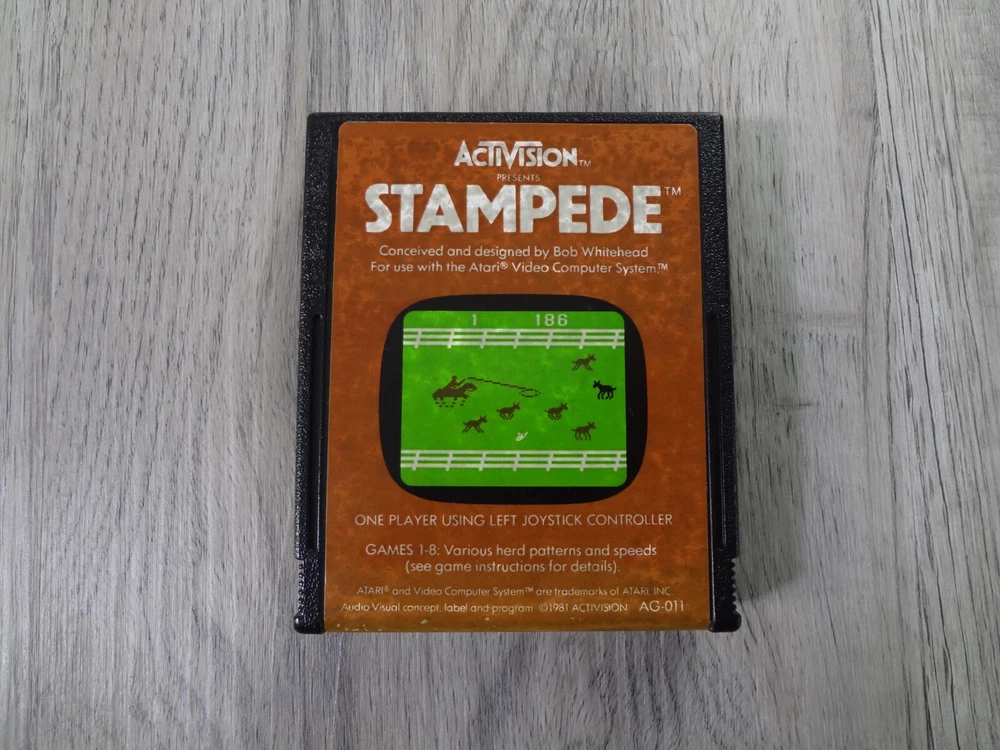 ACTIVISION™
PRESENTS
STAMPEDE™
Conceived and designed by Bob Whitehead
For use with the Atari® Video Computer System™
1 186
ONE PLAYER USING LEFT JOYSTICK CONTROLLER
GAMES 1-8: Various herd patterns and speeds
(see game instructions for details).
ATARI® and Video Computer System™ are trademarks of ATARI, INC
Audio Visual concept, label and program ©1981 ACTIVISION AG-011